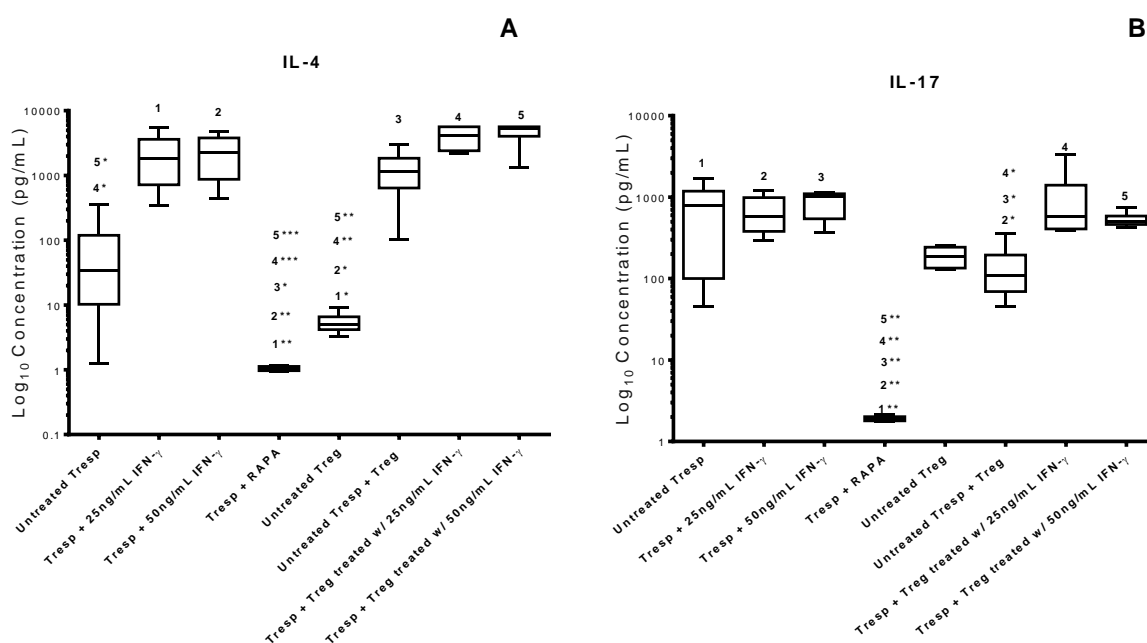 A
IL-4
Log10 Concentration (pg/mL)
10000
1000
100
10
1
0.1
5*
4*
1
2
5***
4***
3*
2**
1**
5**
4**
2*
1*
3
4
5
Untreated Tresp
Tresp + 25ng/mL IFN-γ
Tresp + 50ng/mL IFN-γ
Tresp + RAPA
Untreated Treg
Untreated Tresp + Treg
Tresp + Treg treated w/ 25ng/mL IFN-γ
Tresp + Treg treated w/ 50ng/mL IFN-γ
B
IL-17
Log10 Concentration (pg/mL)
10000
1000
100
10
1
1
2
3
5**
4**
3**
2**
1**
4*
3*
2*
4
5
Untreated Tresp
Tresp + 25ng/mL IFN-γ
Tresp + 50ng/mL IFN-γ
Tresp + RAPA
Untreated Treg
Untreated Tresp + Treg
Tresp + Treg treated w/ 25ng/mL IFN-γ
Tresp + Treg treated w/ 50ng/mL IFN-γ